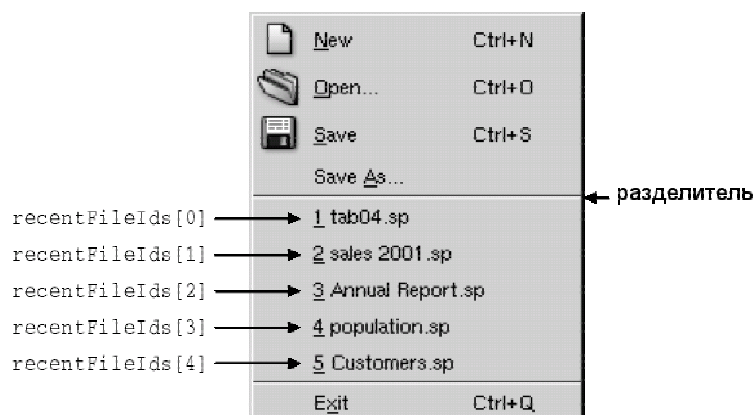 New Ctrl+N
Open... Ctrl+O
Save Ctrl+S
Save As...
разделитель
recentFileIds[0] 1 tab04.sp
recentFileIds[1] 2 sales 2001.sp
recentFileIds[2] 3 Annual Report.sp
recentFileIds[3] 4 population.sp
recentFileIds[4] 5 Customers.sp
Exit Ctrl+Q